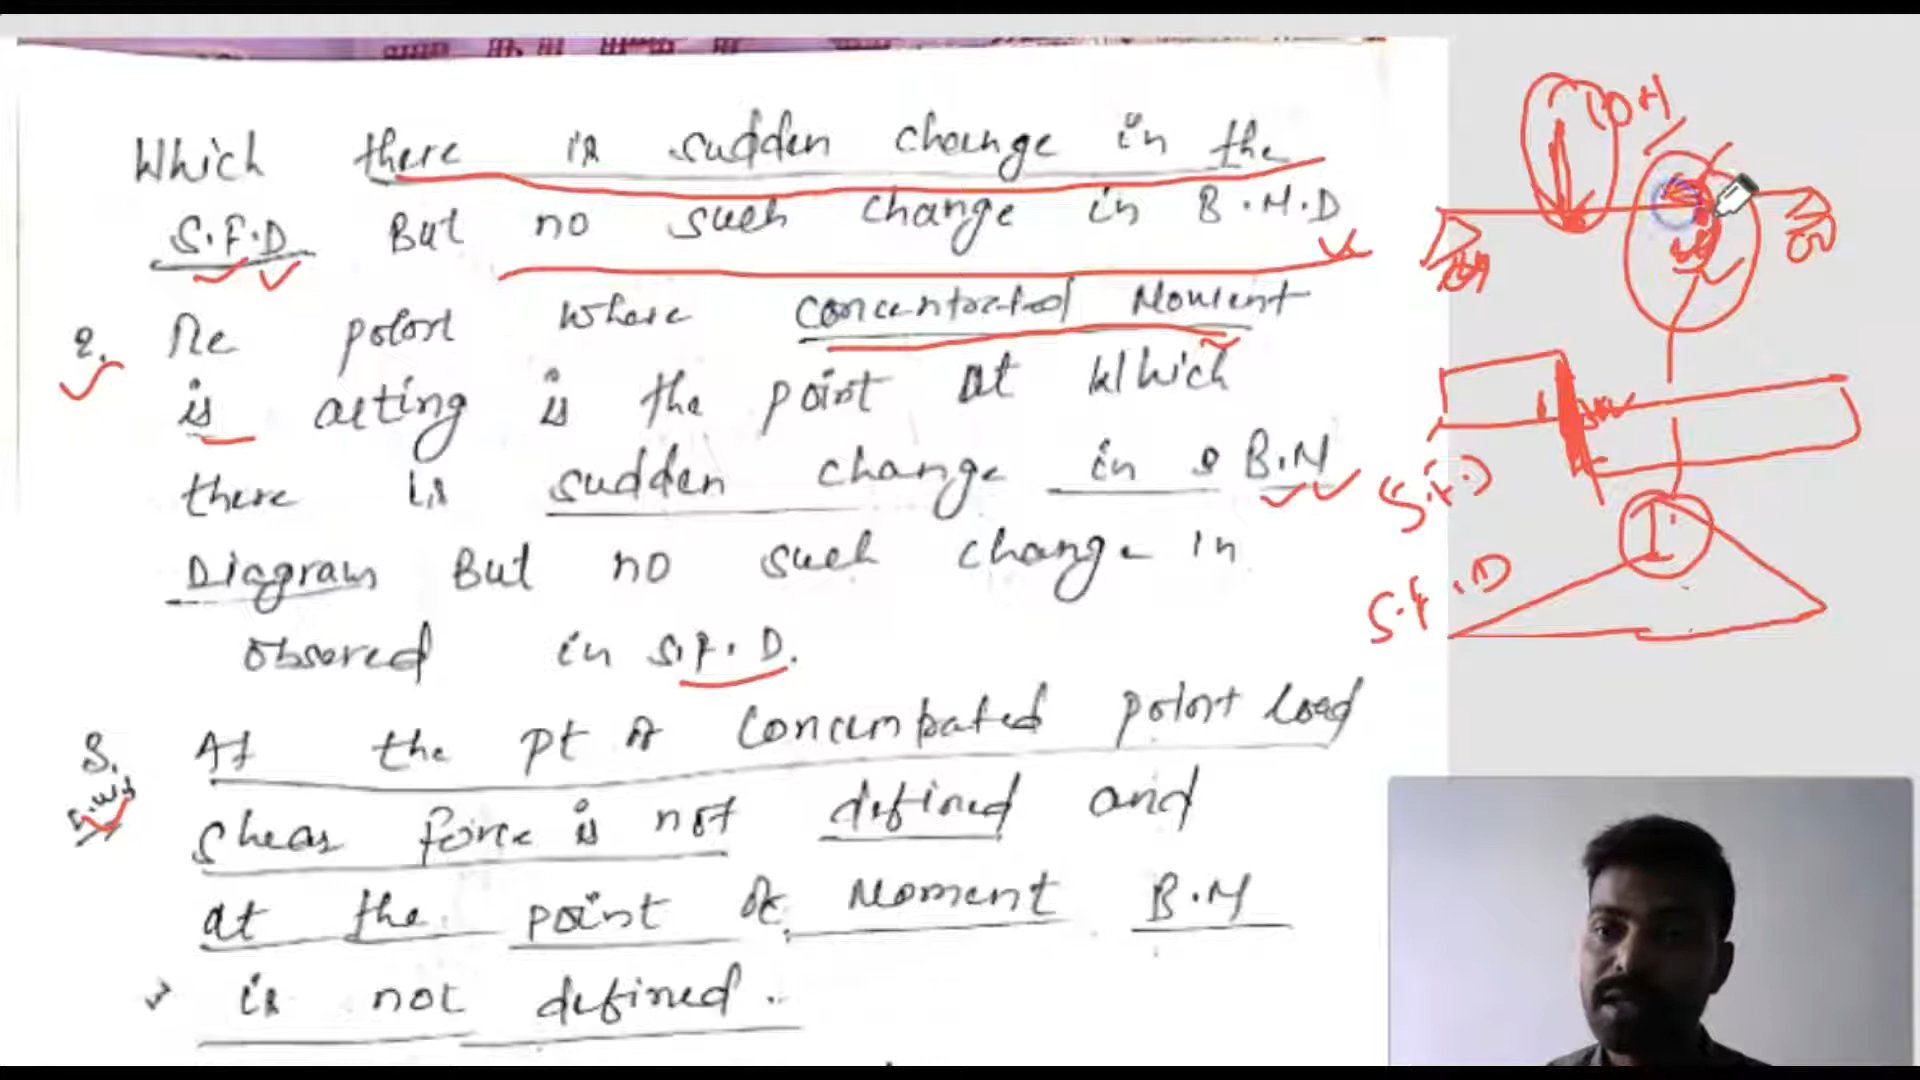 Which there is sudden change in the
S.F.D But no such change in B.M.D
2. The point where concentrated Moment
is acting is the point at which
there is sudden change in B.M
Diagram But no such change in
observed in S.F.D.
3. At the pt of concentrated point load
shear force is not defined and
at the point of Moment B.M
is not defined.
10H
S.F.D
S.F.D